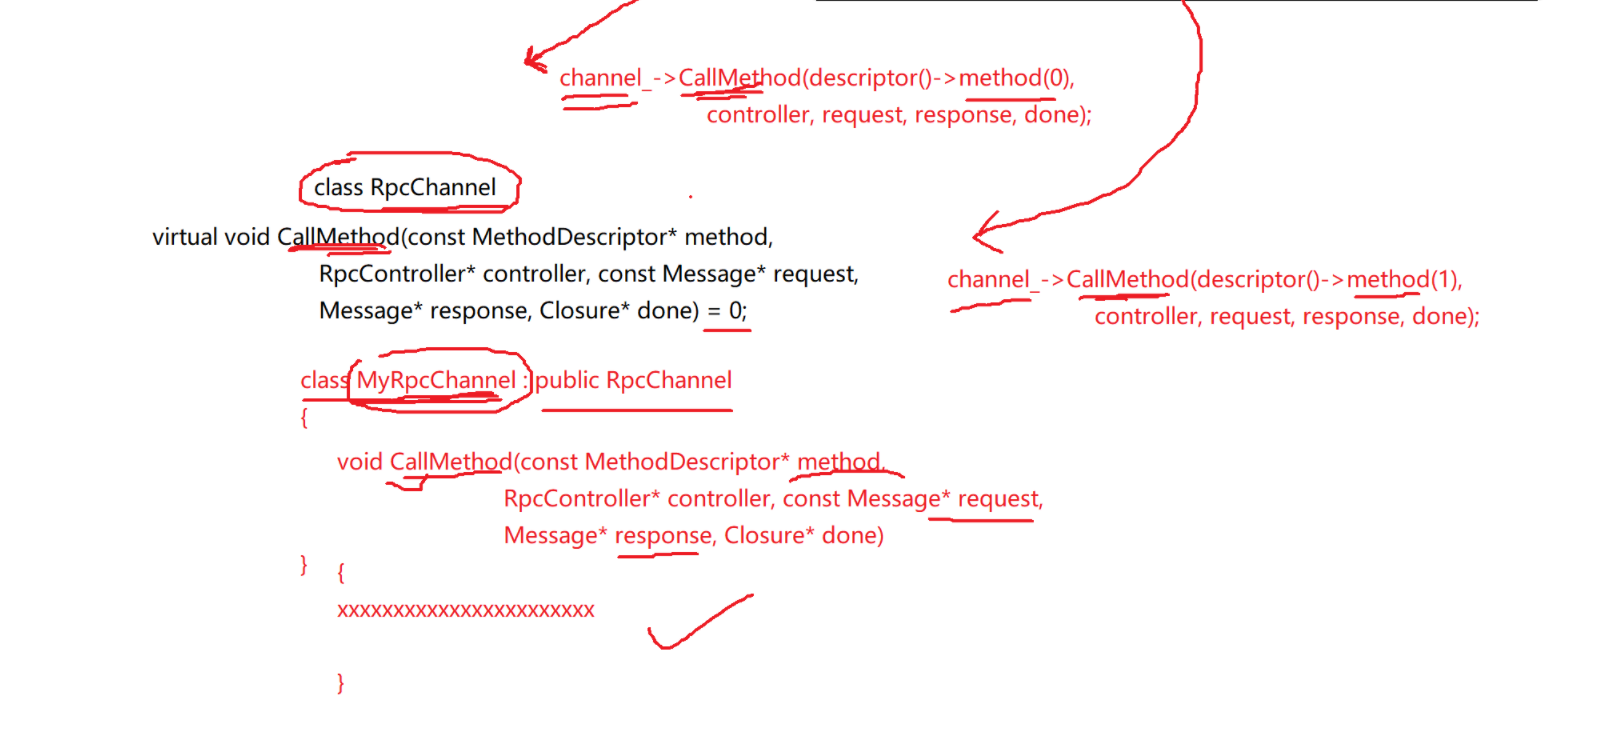 channel_->CallMethod(descriptor()->method(0),
controller, request, response, done);
class RpcChannel
virtual void CallMethod(const MethodDescriptor* method,
RpcController* controller, const Message* request,
Message* response, Closure* done) = 0;
channel_->CallMethod(descriptor()->method(1),
controller, request, response, done);
class MyRpcChannel : public RpcChannel
{
void CallMethod(const MethodDescriptor* method,
RpcController* controller, const Message* request,
Message* response, Closure* done)
} {
xxxxxxxxxxxxxxxxxxxxxxx
}